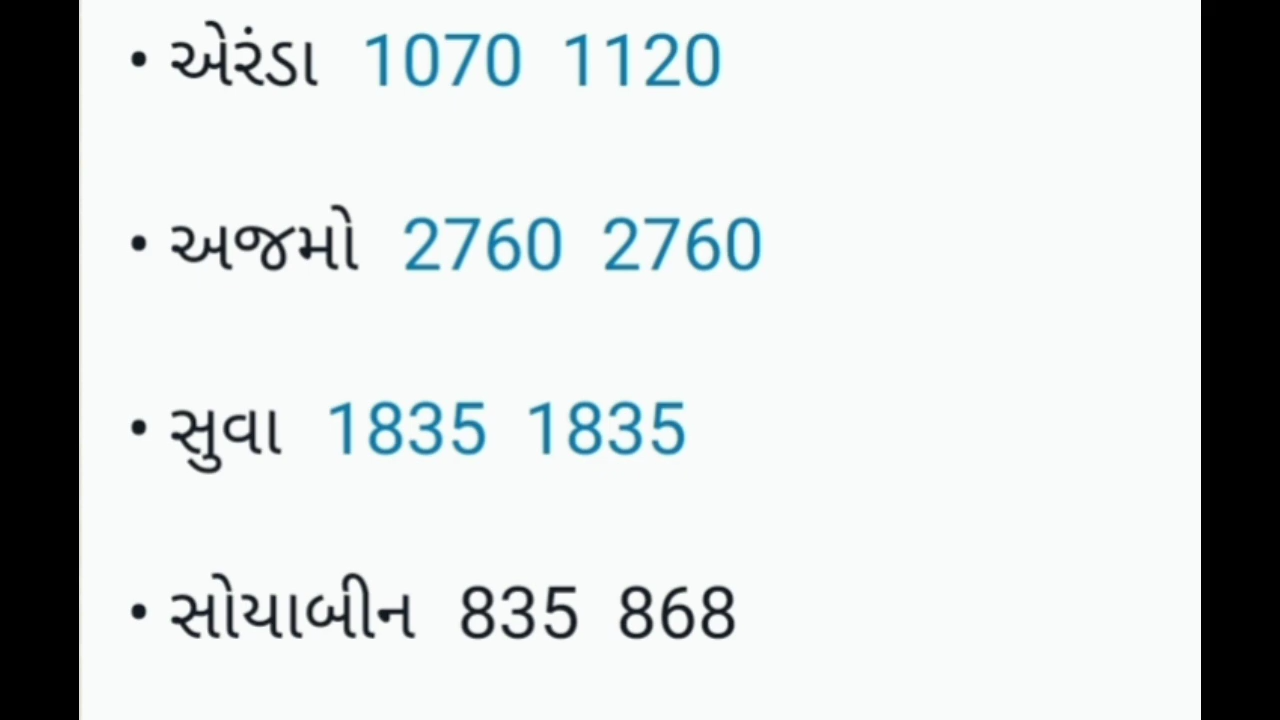 • એરંડા 1070 1120
• અજમો 2760 2760
• સુવા 1835 1835
• સોયાબીન 835 868